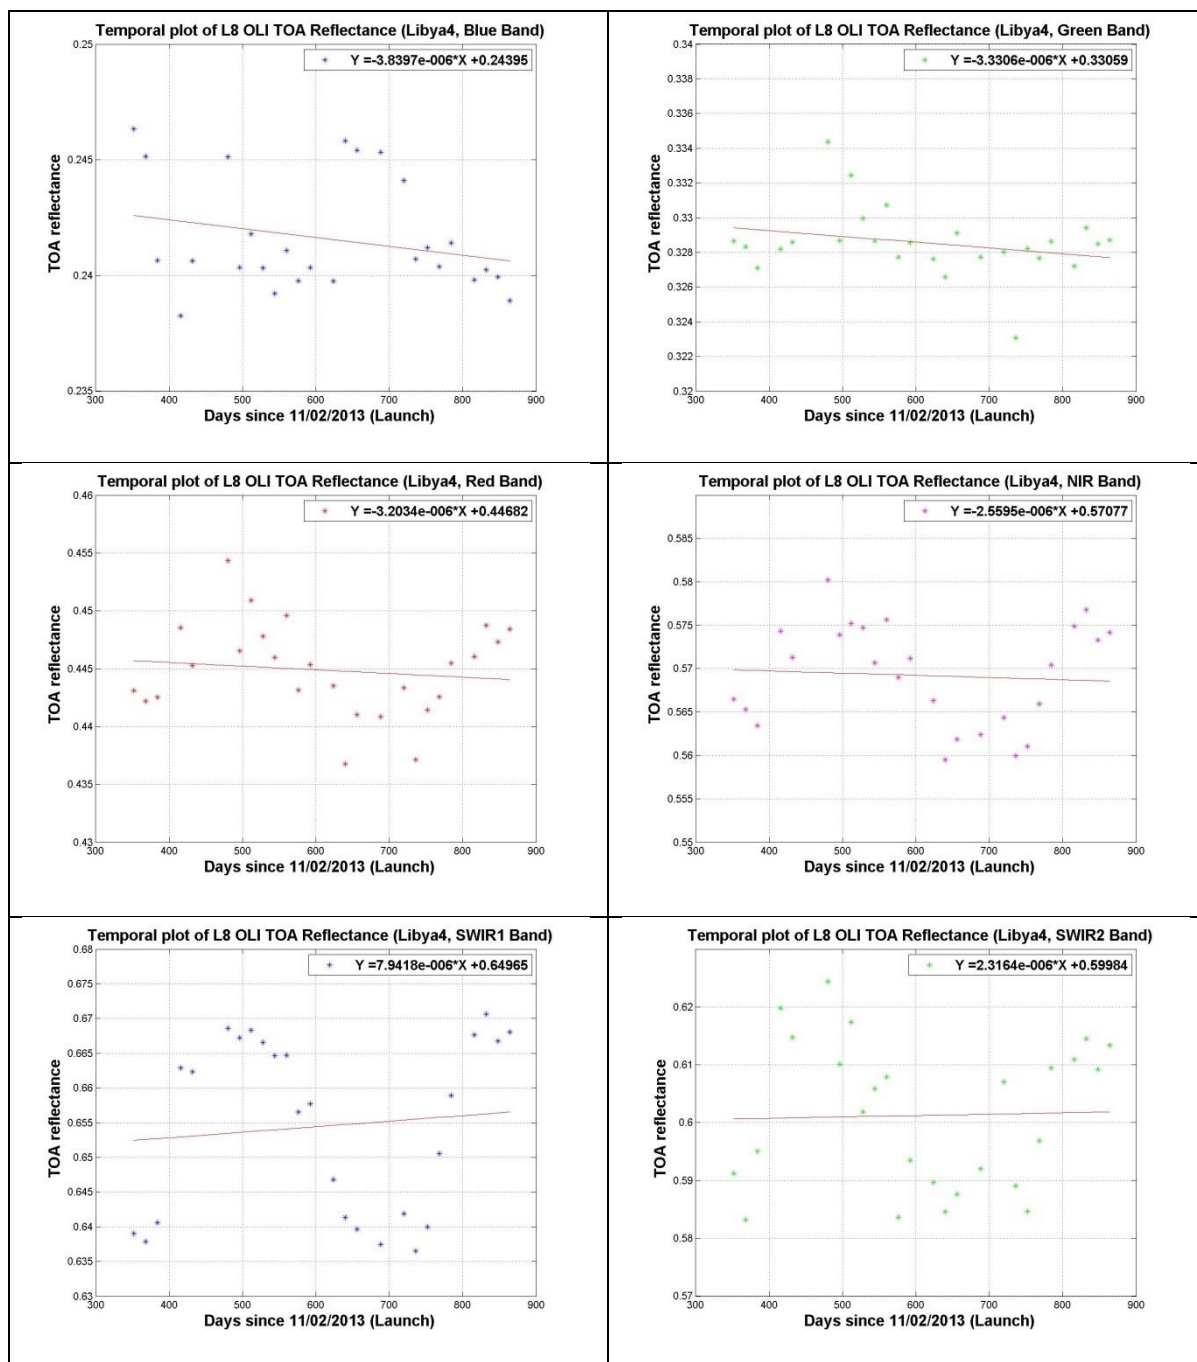 Temporal plot of L8 OLI TOA Reflectance (Libya4, Blue Band)
0.25
Y =-3.8397e-006*X +0.24395
0.245
0.24
0.235
TOA reflectance
300 400 500 600 700 800 900
Days since 11/02/2013 (Launch)
Temporal plot of L8 OLI TOA Reflectance (Libya4, Green Band)
0.34
Y =-3.3306e-006*X +0.33059
0.338
0.336
0.334
0.332
0.33
0.328
0.326
0.324
0.322
0.32
TOA reflectance
300 400 500 600 700 800 900
Days since 11/02/2013 (Launch)
Temporal plot of L8 OLI TOA Reflectance (Libya4, Red Band)
0.46
Y =-3.2034e-006*X +0.44682
0.455
0.45
0.445
0.44
0.435
0.43
TOA reflectance
300 400 500 600 700 800 900
Days since 11/02/2013 (Launch)
Temporal plot of L8 OLI TOA Reflectance (Libya4, NIR Band)
Y =-2.5595e-006*X +0.57077
0.585
0.58
0.575
0.57
0.565
0.56
0.555
0.55
TOA reflectance
300 400 500 600 700 800 900
Days since 11/02/2013 (Launch)
Temporal plot of L8 OLI TOA Reflectance (Libya4, SWIR1 Band)
0.68
Y =7.9418e-006*X +0.64965
0.675
0.67
0.665
0.66
0.655
0.65
0.645
0.64
0.635
0.63
TOA reflectance
300 400 500 600 700 800 900
Days since 11/02/2013 (Launch)
Temporal plot of L8 OLI TOA Reflectance (Libya4, SWIR2 Band)
Y =2.3164e-006*X +0.59984
0.62
0.61
0.6
0.59
0.58
0.57
TOA reflectance
300 400 500 600 700 800 900
Days since 11/02/2013 (Launch)